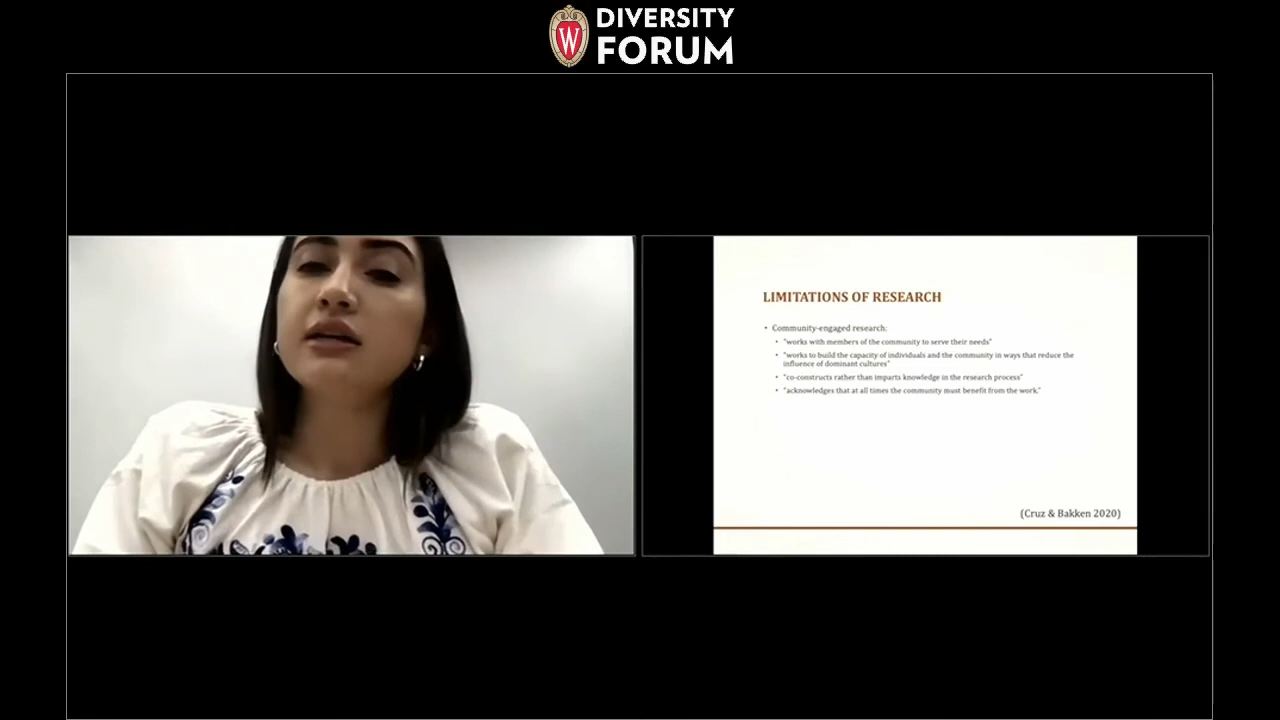 W
DIVERSITY
FORUM
LIMITATIONS OF RESEARCH
• Community-engaged research:
• "works with members of the community to serve their needs"
• "works to build the capacity of individuals and the community in ways that reduce the
influence of dominant cultures"
• "co-constructs rather than imparts knowledge in the research process"
• "acknowledges that at all times the community must benefit from the work."
(Cruz & Bakken 2020)